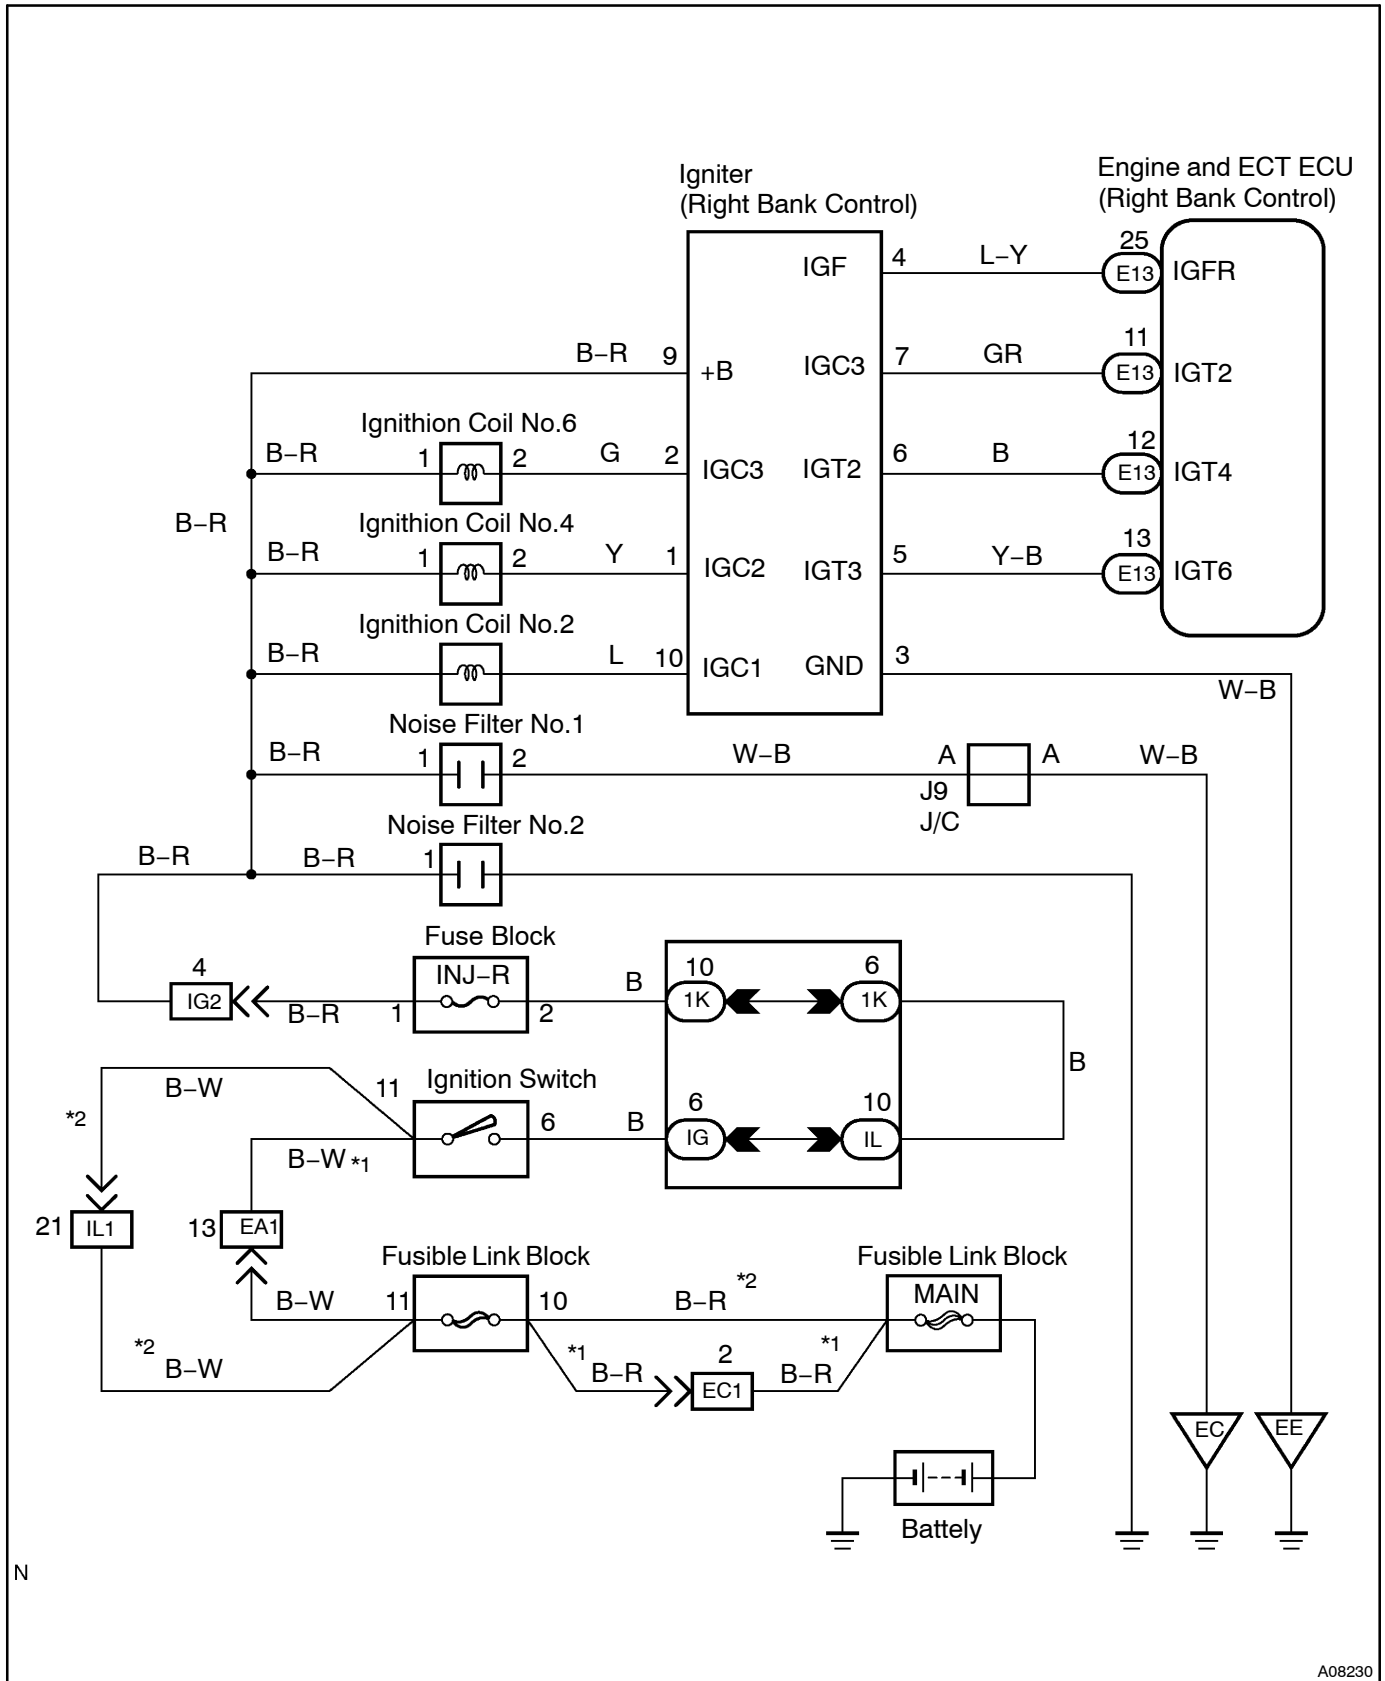 Engine and ECT ECU
(Right Bank Control)
Igniter
(Right Bank Control)
IGF 4 L–Y 25 E13 IGFR
B–R 9 +B IGC3 7 GR 11 E13 IGT2
Ignithion Coil No.6
B–R 1 2 G 2 IGC3 IGT2 6 B 12 E13 IGT4
B–R
Ignithion Coil No.4
B–R 1 2 Y 1 IGC2 IGT3 5 Y–B 13 E13 IGT6
Ignithion Coil No.2
B–R L 10 IGC1 GND 3
W–B
Noise Filter No.1
B–R 1 2 W–B A A W–B
J9
J/C
Noise Filter No.2
B–R B–R 1
Fuse Block
4 INJ–R B 10 6
IG2 B–R 1 2 1K 1K
B
B–W 11 Ignition Switch
*2 6 B 6 10
B–W *1 IG IL
21 IL1 13 EA1
Fusible Link Block Fusible Link Block
B–W 11 10 B–R *2 MAIN
*2 B–W *1 B–R 2 EC1 B–R *1
EC EE
Battely
N
A08230